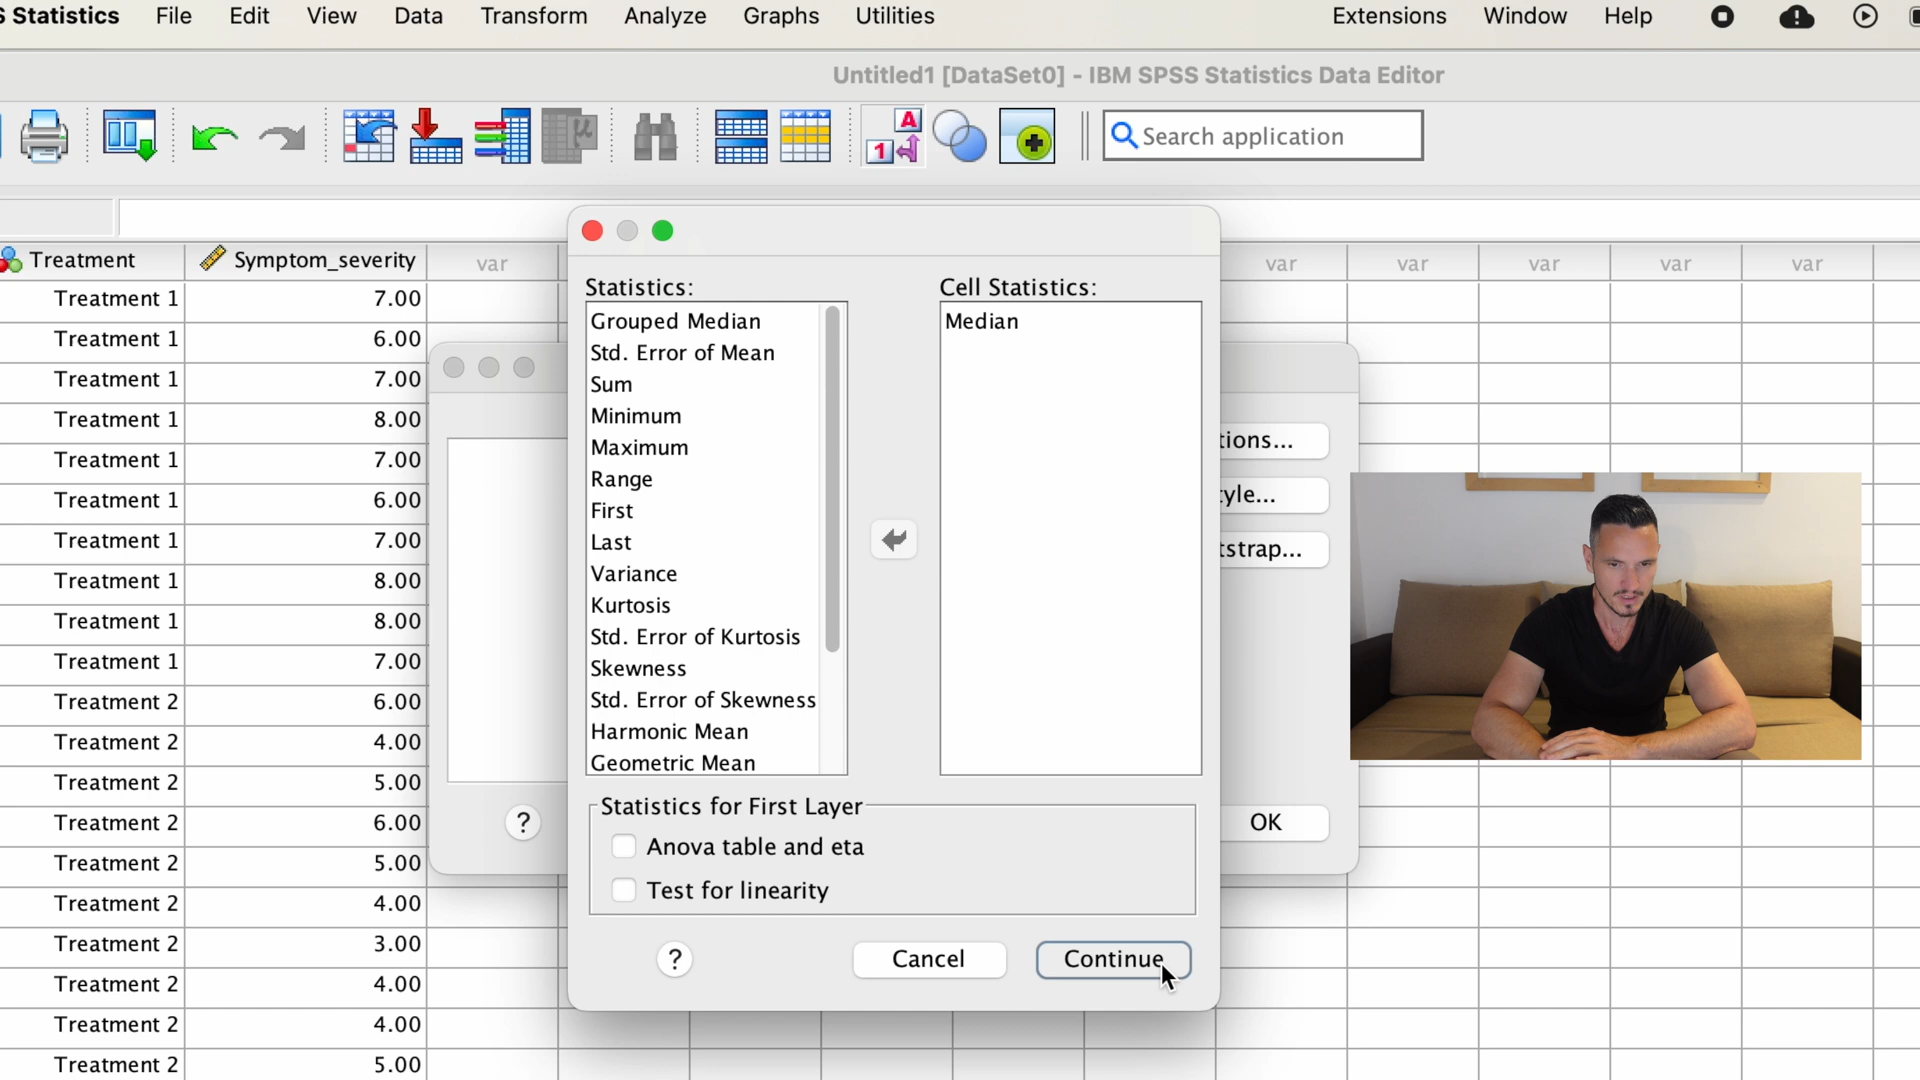 S Statistics File Edit View Data Transform Analyze Graphs Utilities Extensions Window Help
Untitled1 [DataSet0] - IBM SPSS Statistics Data Editor
Search application
Treatment Symptom_severity var var var var var var
Treatment 1 7.00
Treatment 1 6.00
Treatment 1 7.00
Treatment 1 8.00
Treatment 1 7.00
Treatment 1 6.00
Treatment 1 7.00
Treatment 1 8.00
Treatment 1 8.00
Treatment 1 7.00
Treatment 2 6.00
Treatment 2 4.00
Treatment 2 5.00
Treatment 2 6.00
Treatment 2 5.00
Treatment 2 4.00
Treatment 2 3.00
Treatment 2 4.00
Treatment 2 4.00
Treatment 2 5.00
Statistics:
Grouped Median
Std. Error of Mean
Sum
Minimum
Maximum
Range
First
Last
Variance
Kurtosis
Std. Error of Kurtosis
Skewness
Std. Error of Skewness
Harmonic Mean
Geometric Mean
Cell Statistics:
Median
Statistics for First Layer
Anova table and eta
Test for linearity
? Cancel Continue
tions...
tyle...
tstrap...
? OK